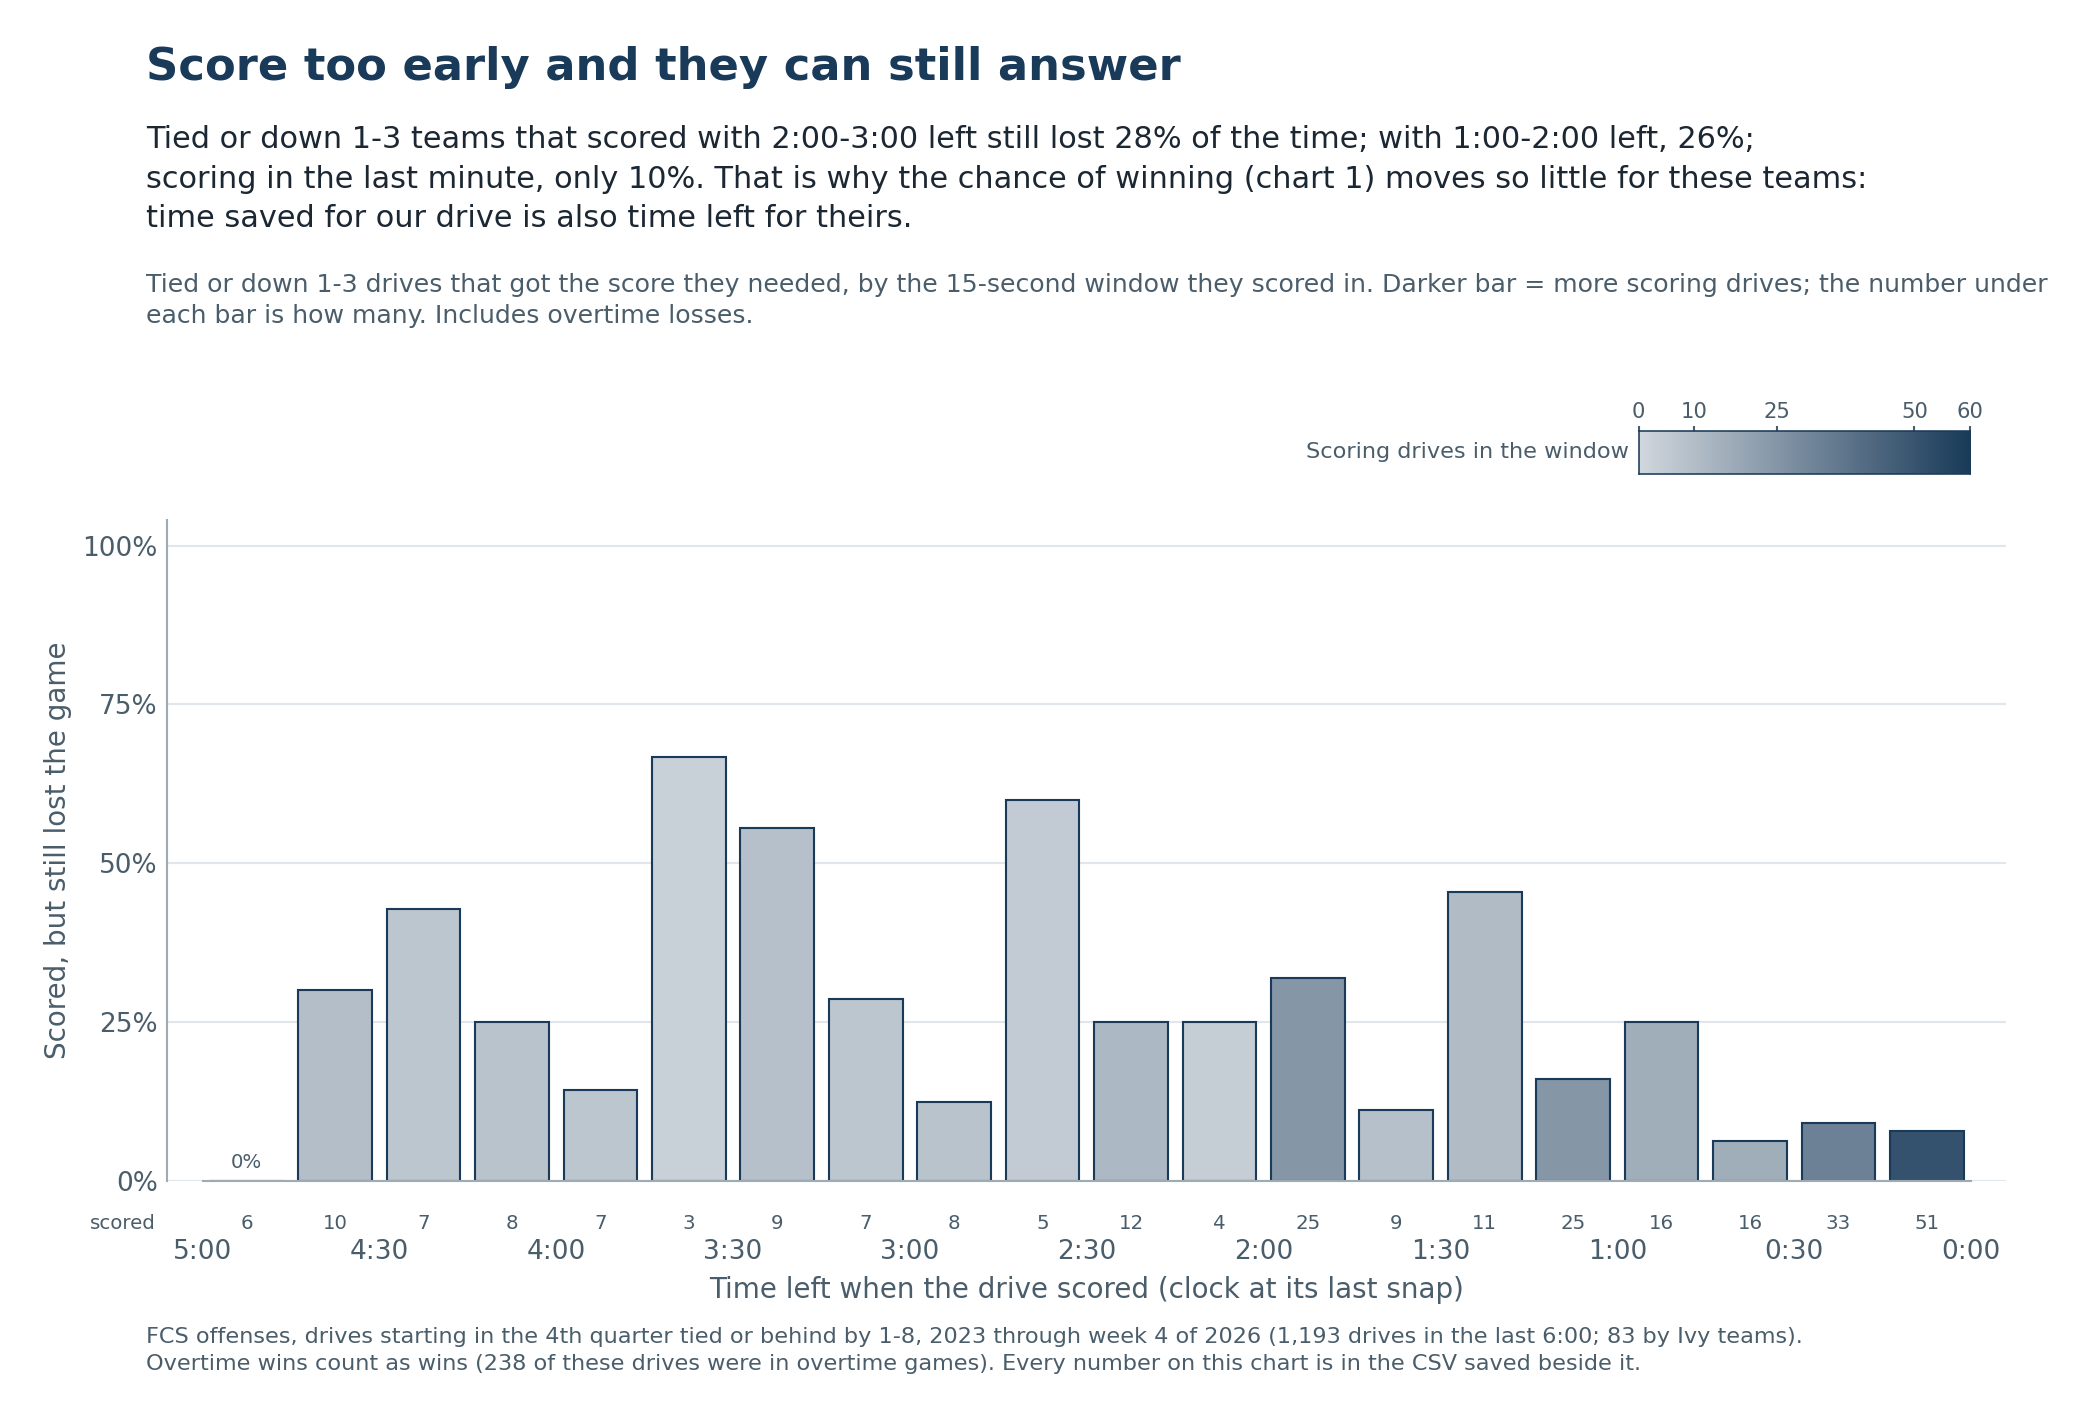 Score too early and they can still answer
Tied or down 1-3 teams that scored with 2:00-3:00 left still lost 28% of the time; with 1:00-2:00 left, 26%;
scoring in the last minute, only 10%. That is why the chance of winning (chart 1) moves so little for these teams:
time saved for our drive is also time left for theirs.
Tied or down 1-3 drives that got the score they needed, by the 15-second window they scored in. Darker bar = more scoring drives; the number under
each bar is how many. Includes overtime losses.
0 10 25 50 60
Scoring drives in the window
100%
75%
50%
25%
0%
Scored, but still lost the game
0%
scored 6 10 7 8 7 3 9 7 8 5 12 4 25 9 11 25 16 16 33 51
5:00 4:30 4:00 3:30 3:00 2:30 2:00 1:30 1:00 0:30 0:00
Time left when the drive scored (clock at its last snap)
FCS offenses, drives starting in the 4th quarter tied or behind by 1-8, 2023 through week 4 of 2026 (1,193 drives in the last 6:00; 83 by Ivy teams).
Overtime wins count as wins (238 of these drives were in overtime games). Every number on this chart is in the CSV saved beside it.